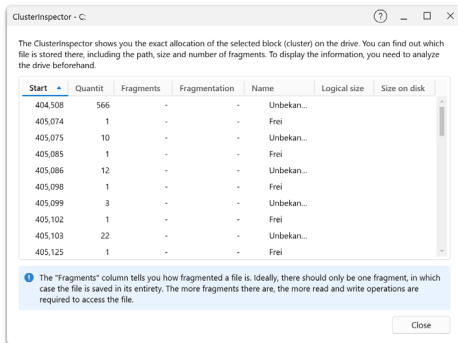 ClusterInspector - C:
The ClusterInspector shows you the exact allocation of the selected block (cluster) on the drive. You can find out which
file is stored there, including the path, size and number of fragments. To display the information, you need to analyze
the drive beforehand.
Start Quantit Fragments Fragmentation Name Logical size Size on disk
404,508 566 - - Unbekan...
405,074 1 - - Frei
405,075 10 - - Unbekan...
405,085 1 - - Frei
405,086 12 - - Unbekan...
405,098 1 - - Frei
405,099 3 - - Unbekan...
405,102 1 - - Frei
405,103 22 - - Unbekan...
405,125 1 - - Frei
The "Fragments" column tells you how fragmented a file is. Ideally, there should only be one fragment, in which
case the file is saved in its entirety. The more fragments there are, the more read and write operations are
required to access the file.
Close